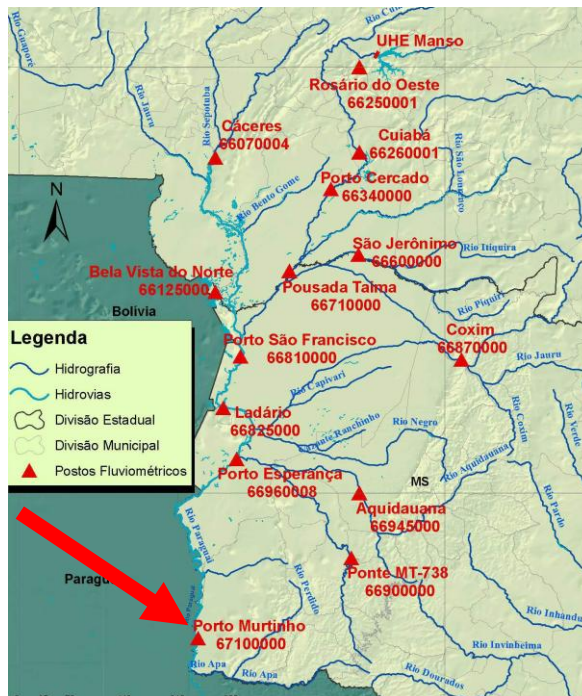 Rio Guaporé
Rio Jauru
Rio Sepotuba
UHE Manso
Rosário do Oeste
66250001
Cáceres
66070004
Cuiabá
66260001
Rio São Lourenço
Porto Cercado
66340000
Rio Bento Gome
N
São Jerônimo
66600000
Rio Itiquira
Bela Vista do Norte
66125000
Pousada Taima
66710000
Bolívia
Rio Piquiri
Legenda
Hidrografia
Hidrovias
Divisão Estadual
Divisão Municipal
Postos Fluviométricos
Porto São Francisco
66810000
Coxim
66870000
Rio Jauru
Rio Capivari
Ladário
66825000
Rio Negro
Rio Coxim
Rio Verde
Rio Aquidauana
Porto Esperança
66960008
MS
Aquidauana
66945000
Rio Pardo
Rio Paraguai
Ponte MT-738
66900000
Rio Perdido
Porto Murtinho
67100000
Rio Inhandu
Rio Invinheima
Rio Apa
Rio Apa
Rio Dourados